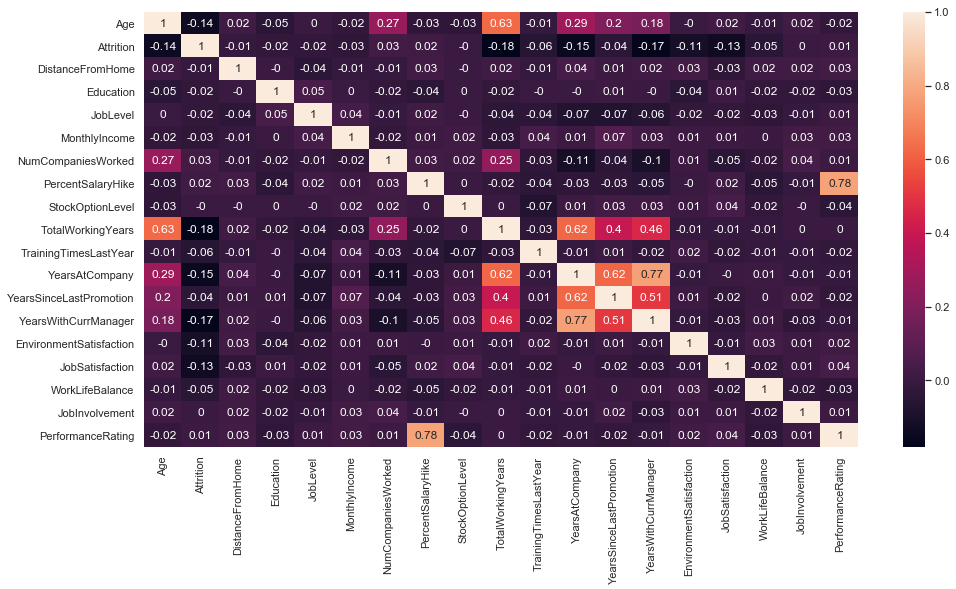 Age 1 -0.14 0.02 -0.05 0 -0.02 0.27 -0.03 -0.03 0.63 -0.01 0.29 0.2 0.18 -0 0.02 -0.01 0.02 -0.02
Attrition -0.14 1 -0.01 -0.02 -0.02 -0.03 0.03 0.02 -0 -0.18 -0.06 -0.15 -0.04 -0.17 -0.11 -0.13 -0.05 0 0.01
DistanceFromHome 0.02 -0.01 1 -0 -0.04 -0.01 -0.01 0.03 -0 0.02 -0.01 0.04 0.01 0.02 0.03 -0.03 0.02 0.02 0.03
Education -0.05 -0.02 -0 1 0.05 0 -0.02 -0.04 0 -0.02 -0 -0 0.01 -0 -0.04 0.01 -0.02 -0.02 -0.03
JobLevel 0 -0.02 -0.04 0.05 1 0.04 -0.01 0.02 -0 -0.04 -0.04 -0.07 -0.07 -0.06 -0.02 -0.02 0.03 -0.01 0.01
MonthlyIncome -0.02 -0.03 -0.01 0 0.04 1 -0.02 0.01 0.02 -0.03 0.04 0.01 0.07 0.03 0.01 0.01 0 0.03 0.03
NumCompaniesWorked 0.27 0.03 -0.01 -0.02 -0.01 -0.02 1 0.03 0.02 0.25 -0.03 -0.11 -0.04 -0.1 0.01 -0.05 -0.02 0.04 0.01
PercentSalaryHike -0.03 0.02 0.03 -0.04 0.02 0.01 0.03 1 0 -0.02 -0.04 -0.03 -0.03 -0.05 -0 0.02 -0.05 -0.01 0.78
StockOptionLevel -0.03 -0 -0 0 -0 0.02 0.02 0 1 0 -0.07 0.01 0.03 0.03 0.01 0.04 -0.02 -0 -0.04
TotalWorkingYears 0.63 -0.18 0.02 -0.02 -0.04 -0.03 0.25 -0.02 0 1 -0.03 0.62 0.4 0.46 -0.01 -0.01 -0.01 0 0
TrainingTimesLastYear -0.01 -0.06 -0.01 -0 -0.04 0.04 -0.03 -0.04 -0.07 -0.03 1 -0.01 0.01 -0.02 0.02 -0.02 -0.01 -0.01 -0.02
YearsAtCompany 0.29 -0.15 0.04 -0 -0.07 0.01 -0.11 -0.03 0.01 0.62 -0.01 1 0.62 0.77 -0.01 -0 0.01 -0.01 -0.01
YearsSinceLastPromotion 0.2 -0.04 0.01 0.01 -0.07 0.07 -0.04 -0.03 0.03 0.4 0.01 0.62 1 0.51 0.01 -0.02 0 0.02 -0.02
YearsWithCurrManager 0.18 -0.17 0.02 -0 -0.06 0.03 -0.1 -0.05 0.03 0.46 -0.02 0.77 0.51 1 -0.01 -0.03 0.01 -0.03 -0.01
EnvironmentSatisfaction -0 -0.11 0.03 -0.04 -0.02 0.01 0.01 -0 0.01 -0.01 0.02 -0.01 0.01 -0.01 1 -0.01 0.03 0.01 0.02
JobSatisfaction 0.02 -0.13 -0.03 0.01 -0.02 0.01 -0.05 0.02 0.04 -0.01 -0.02 -0 -0.02 -0.03 -0.01 1 -0.02 0.01 0.04
WorkLifeBalance -0.01 -0.05 0.02 -0.02 -0.03 0 -0.02 -0.05 -0.02 -0.01 -0.01 0.01 0 0.01 0.03 -0.02 1 -0.02 -0.03
JobInvolvement 0.02 0 0.02 -0.02 -0.01 0.03 0.04 -0.01 -0 0 -0.01 -0.01 0.02 -0.03 0.01 0.01 -0.02 1 0.01
PerformanceRating -0.02 0.01 0.03 -0.03 0.01 0.03 0.01 0.78 -0.04 0 -0.02 -0.01 -0.02 -0.01 0.02 0.04 -0.03 0.01 1
Age
Attrition
DistanceFromHome
Education
JobLevel
MonthlyIncome
NumCompaniesWorked
PercentSalaryHike
StockOptionLevel
TotalWorkingYears
TrainingTimesLastYear
YearsAtCompany
YearsSinceLastPromotion
YearsWithCurrManager
EnvironmentSatisfaction
JobSatisfaction
WorkLifeBalance
JobInvolvement
PerformanceRating
1.0
0.8
0.6
0.4
0.2
0.0